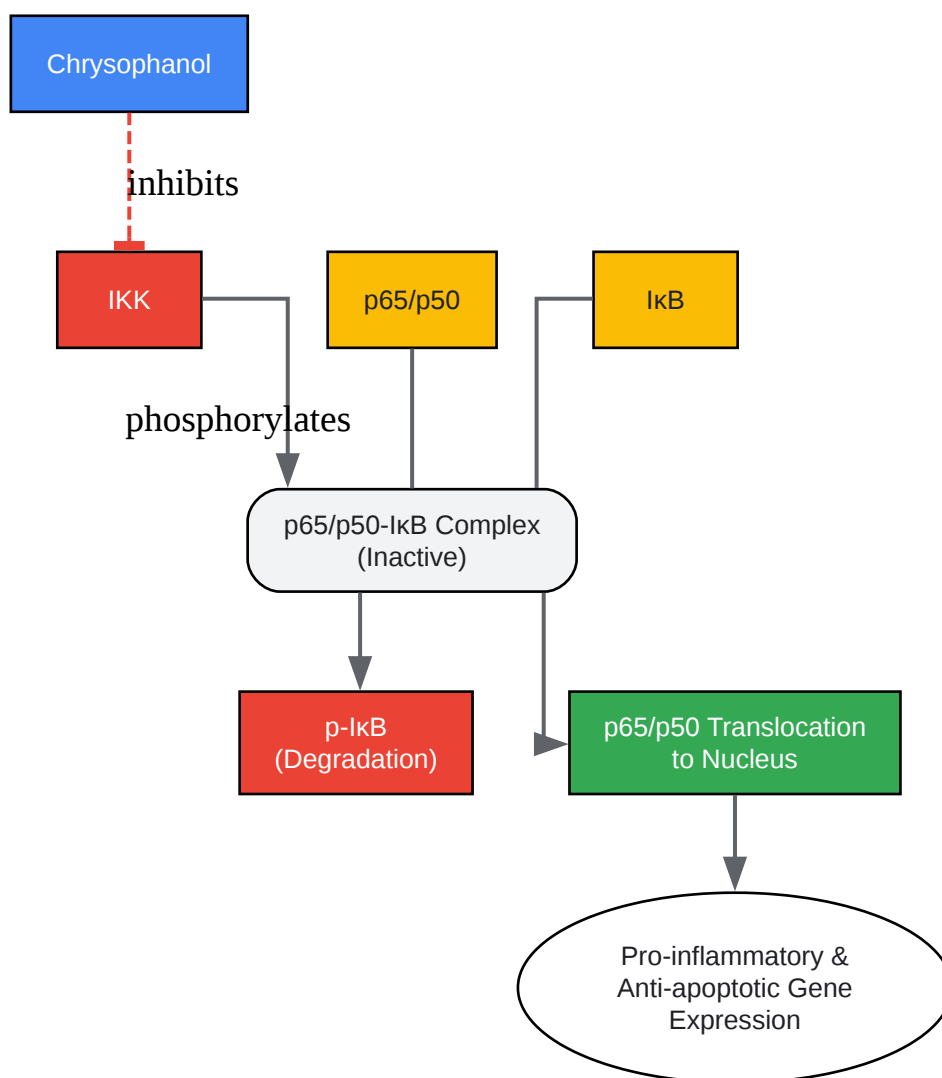 Chrysophanol
inhibits
IKK
p65/p50
IκB
phosphorylates
p65/p50-IκB Complex
(Inactive)
p-IκB
(Degradation)
p65/p50 Translocation
to Nucleus
Pro-inflammatory &
Anti-apoptotic Gene
Expression